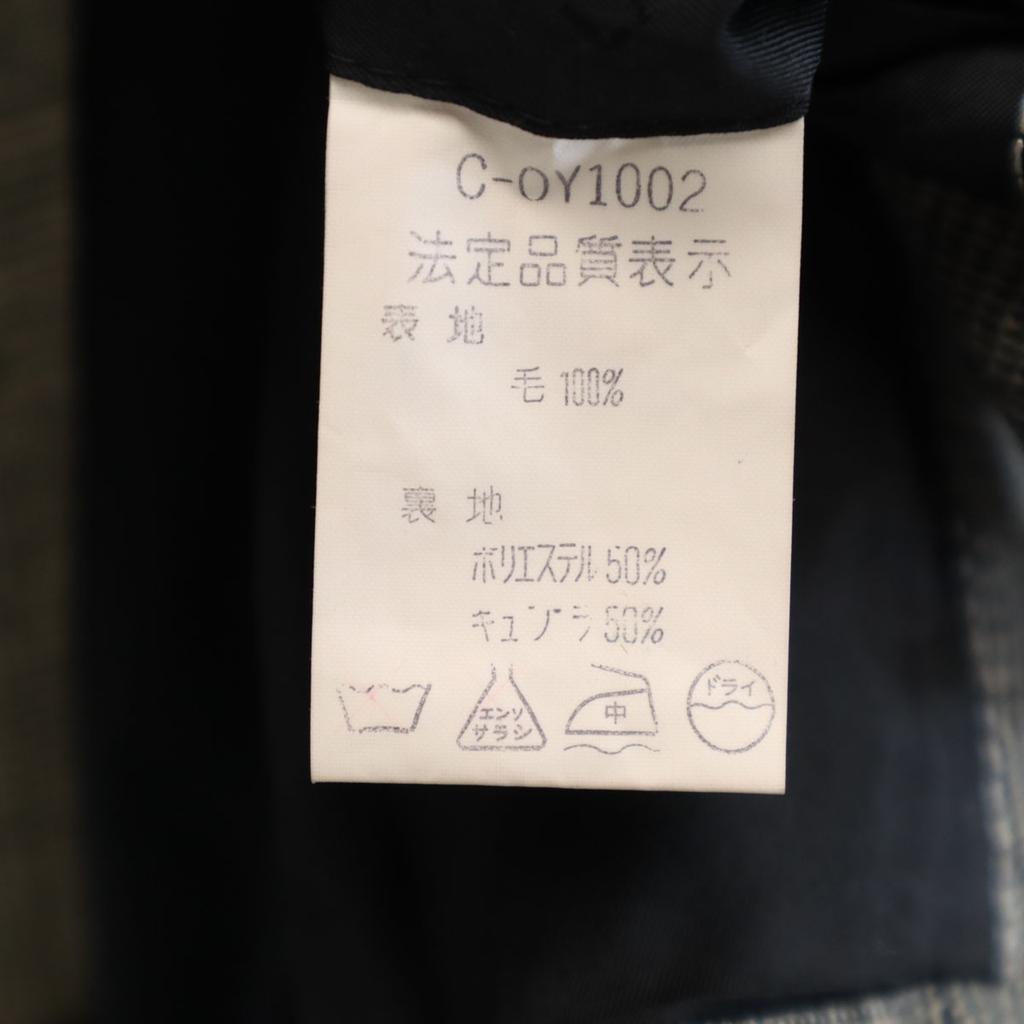 C-OY1002
法定品質表示
表 地
毛 100%
裏 地
ポリエステル 50%
キュプラ 50%
エンソ
サラシ
中
ドライ